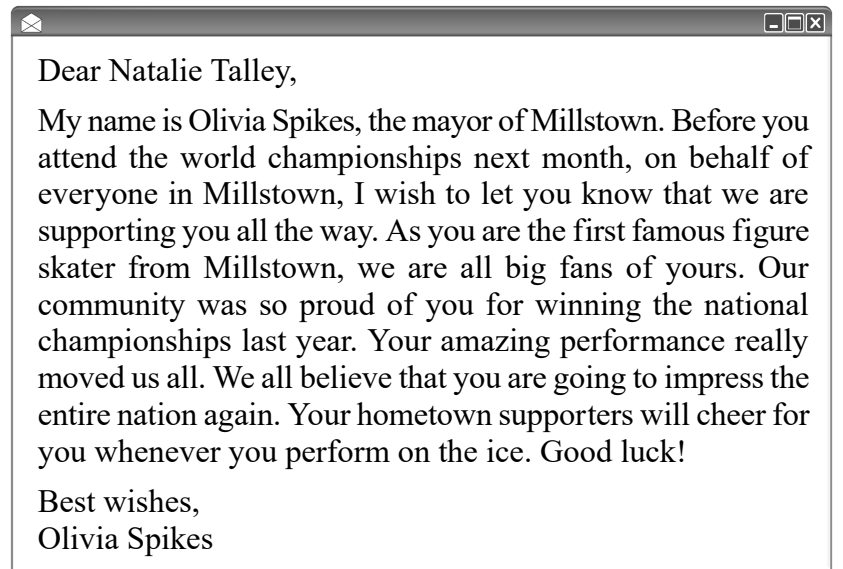 Dear Natalie Talley,
My name is Olivia Spikes, the mayor of Millstown. Before you
attend the world championships next month, on behalf of
everyone in Millstown, I wish to let you know that we are
supporting you all the way. As you are the first famous figure
skater from Millstown, we are all big fans of yours. Our
community was so proud of you for winning the national
championships last year. Your amazing performance really
moved us all. We all believe that you are going to impress the
entire nation again. Your hometown supporters will cheer for
you whenever you perform on the ice. Good luck!
Best wishes,
Olivia Spikes